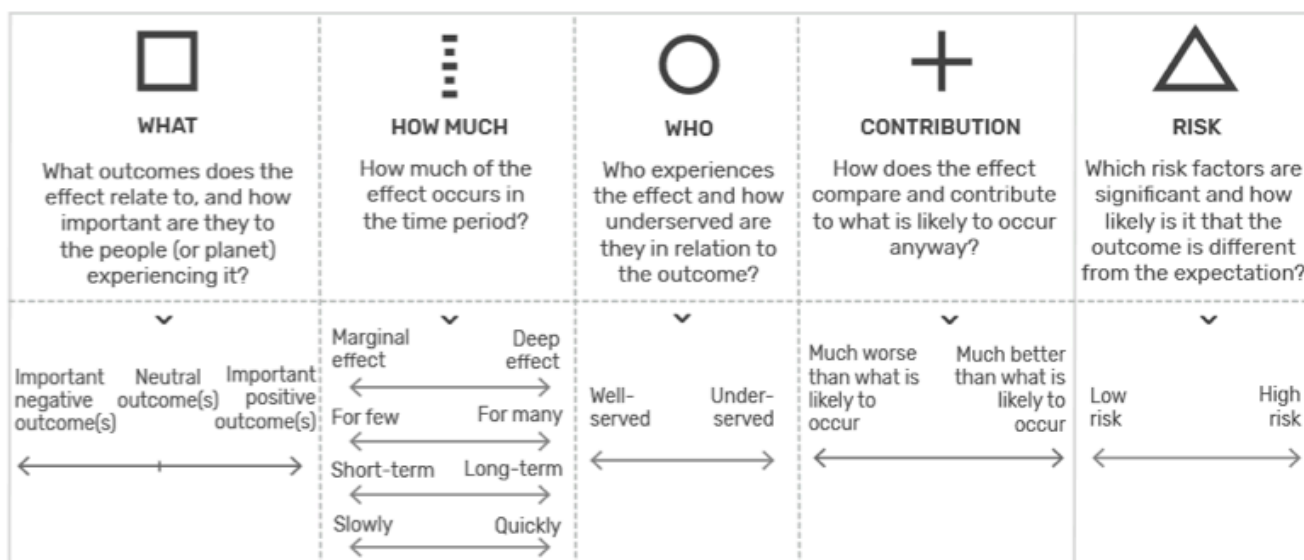 WHAT
What outcomes does the
effect relate to, and how
important are they to
the people (or planet)
experiencing it?
HOW MUCH
How much of the
effect occurs in
the time period?
WHO
Who experiences
the effect and how
underserved are
they in relation to
the outcome?
CONTRIBUTION
How does the effect
compare and contribute
to what is likely to occur
anyway?
RISK
Which risk factors are
significant and how
likely is it that the
outcome is different
from the expectation?
Important
negative
outcome(s)
Neutral
outcome(s)
Important
positive
outcome(s)
Marginal
effect
Deep
effect
For few
For many
Short-term
Long-term
Slowly
Quickly
Well-
served
Under-
served
Much worse
than what is
likely to
occur
Much better
than what is
likely to
occur
Low
risk
High
risk